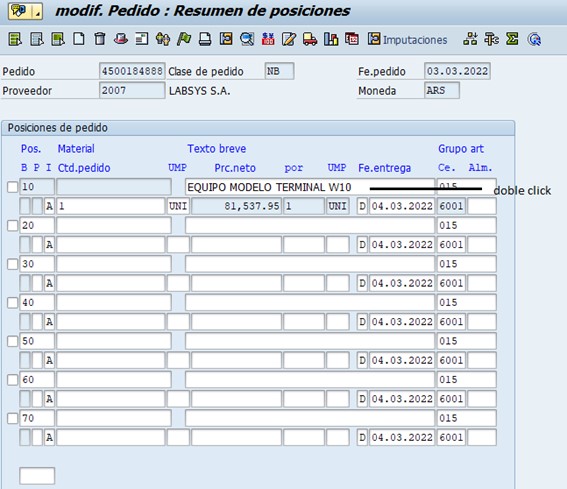 modif. Pedido : Resumen de posiciones
Imputaciones
Pedido 4500184888 Clase de pedido NB Fe.pedido 03.03.2022
Proveedor 2007 LABSYS S.A. Moneda ARS
Posiciones de pedido
Pos. Material Texto breve Grupo art
B P I Ctd.pedido UMP Prc.neto por UMP Fe.entrega Ce. Alm.
10 EQUIPO MODELO TERMINAL W10 015 doble click
A 1 UNI 81,537.95 1 UNI D 04.03.2022 6001
20 015
A D 04.03.2022 6001
30 015
A D 04.03.2022 6001
40 015
A D 04.03.2022 6001
50 015
A D 04.03.2022 6001
60 015
A D 04.03.2022 6001
70 015
A D 04.03.2022 6001